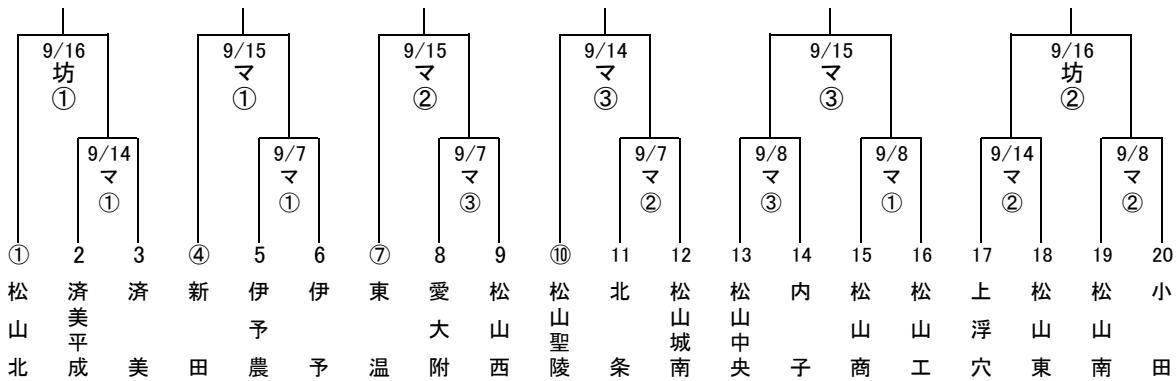 9/16 9/15 9/15 9/14 9/15 9/16
坊 マ マ マ マ 坊
① ① ② ③ ③ ②
9/14 9/7 9/7 9/7 9/8 9/8 9/14 9/8
マ マ マ マ マ マ マ マ
① ① ③ ② ③ ① ② ②
① 2 3 ④ 5 6 ⑦ 8 9 ⑩ 11 12 13 14 15 16 17 18 19 20
松山北 済美平成 済美 新田 伊予農 伊予 東温 愛大附 松山西 松山聖陵 北条 松山城南 松山中央 内子 松山商 松山工 上浮穴 松山東 松山南 小田